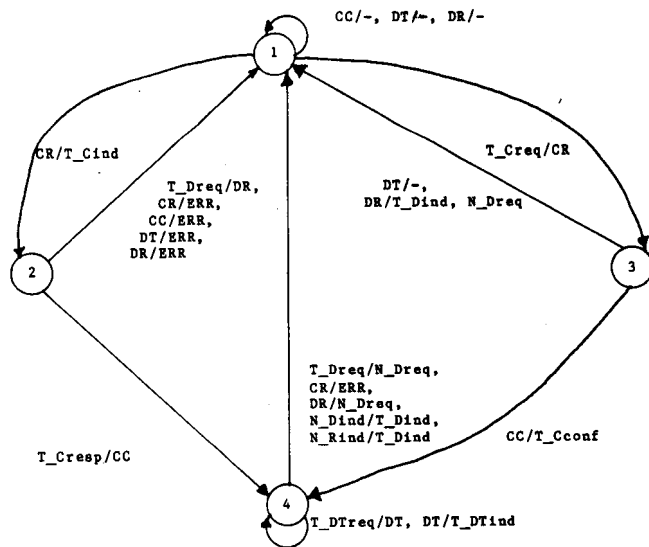 CC/-, DT/-, DR/-
1
CR/T_Cind
T_Creq/CR
T_Dreq/DR,
CR/ERR,
CC/ERR,
DT/ERR,
DR/ERR
DT/-,
DR/T_Dind, N_Dreq
2
3
T_Dreq/N_Dreq,
CR/ERR,
DR/N_Dreq,
N_Dind/T_Dind,
N_Rind/T_Dind
T_Cresp/CC
CC/T_Cconf
4
T_DTreq/DT, DT/T_DTind